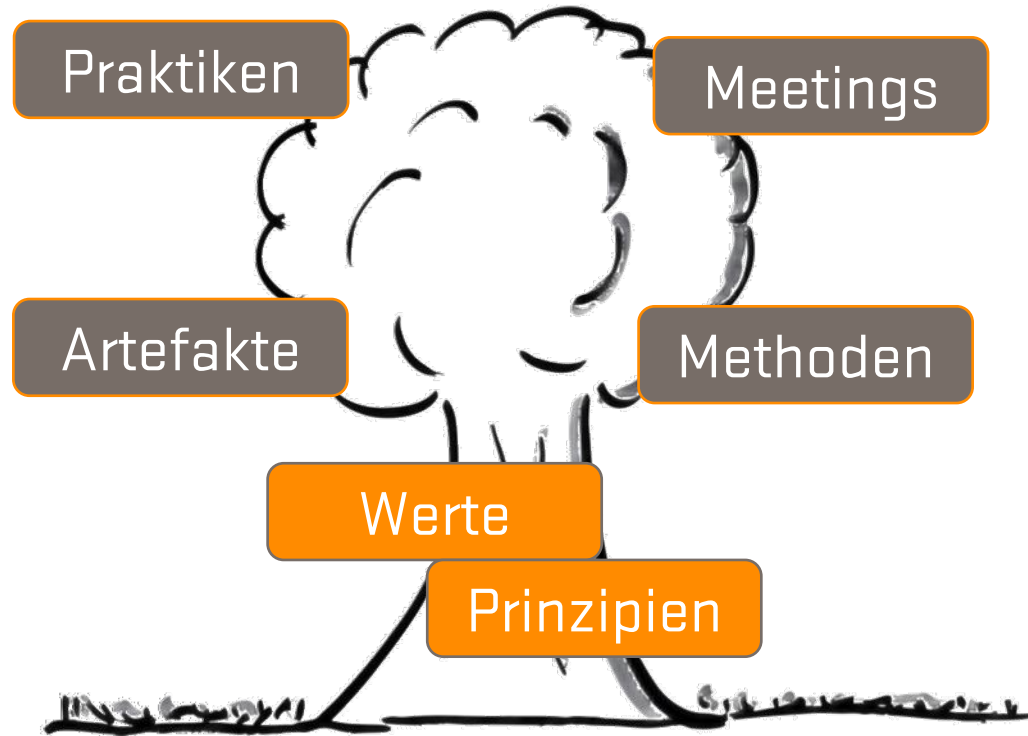 Praktiken
Meetings
Artefakte
Methoden
Werte
Prinzipien